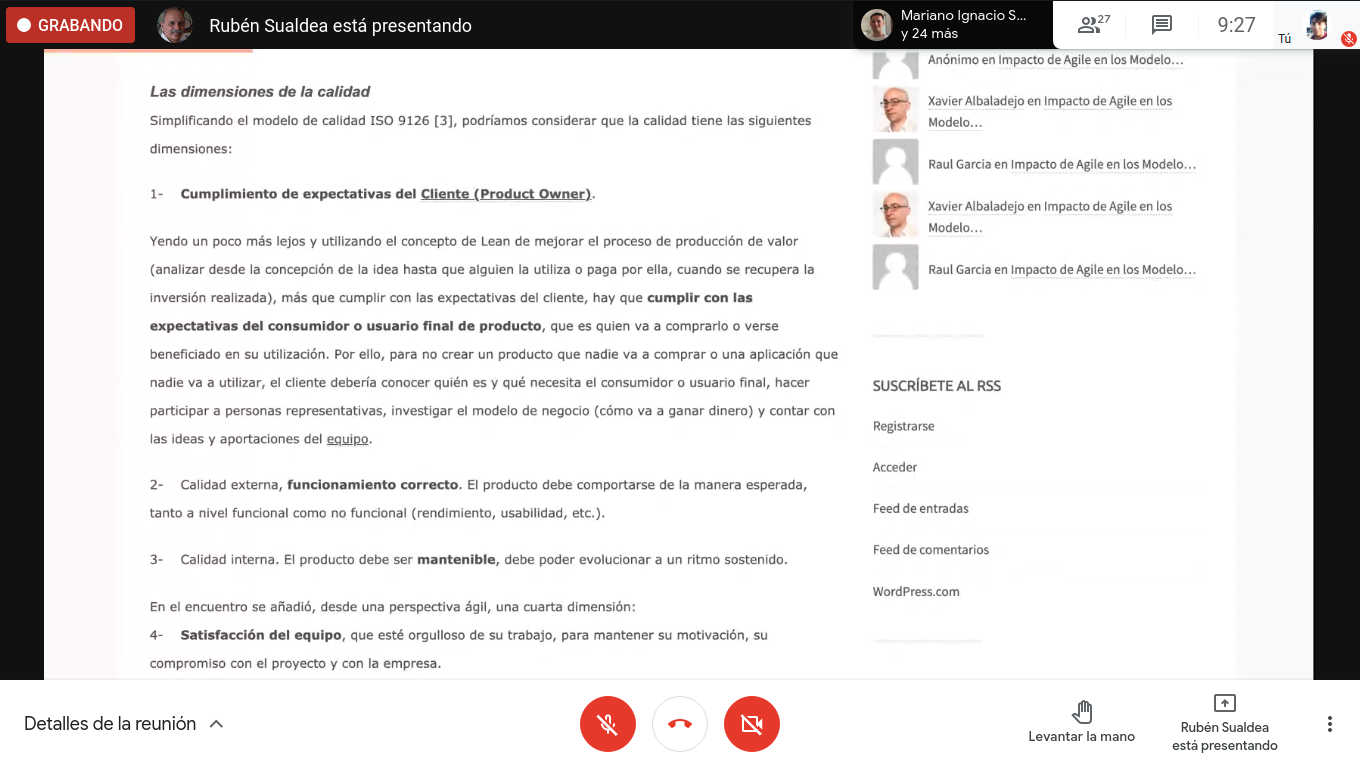 GRABANDO
Rubén Sualdea está presentando
Mariano Ignacio S...
y 24 más
27
9:27
Tú
Las dimensiones de la calidad
Simplificando el modelo de calidad ISO 9126 [3], podríamos considerar que la calidad tiene las siguientes
dimensiones:
1- Cumplimiento de expectativas del Cliente (Product Owner).
Yendo un poco más lejos y utilizando el concepto de Lean de mejorar el proceso de producción de valor
(analizar desde la concepción de la idea hasta que alguien la utiliza o paga por ella, cuando se recupera la
inversión realizada), más que cumplir con las expectativas del cliente, hay que cumplir con las
expectativas del consumidor o usuario final de producto, que es quien va a comprarlo o verse
beneficiado en su utilización. Por ello, para no crear un producto que nadie va a comprar o una aplicación que
nadie va a utilizar, el cliente debería conocer quién es y qué necesita el consumidor o usuario final, hacer
participar a personas representativas, investigar el modelo de negocio (cómo va a ganar dinero) y contar con
las ideas y aportaciones del equipo.
2- Calidad externa, funcionamiento correcto. El producto debe comportarse de la manera esperada,
tanto a nivel funcional como no funcional (rendimiento, usabilidad, etc.).
3- Calidad interna. El producto debe ser mantenible, debe poder evolucionar a un ritmo sostenido.
En el encuentro se añadió, desde una perspectiva ágil, una cuarta dimensión:
4- Satisfacción del equipo, que esté orgulloso de su trabajo, para mantener su motivación, su
compromiso con el proyecto y con la empresa.
Anónimo en Impacto de Agile en los Modelo...
Xavier Albaladejo en Impacto de Agile en los
Modelo...
Raul Garcia en Impacto de Agile en los Modelo...
Xavier Albaladejo en Impacto de Agile en los
Modelo...
Raul Garcia en Impacto de Agile en los Modelo...
SUSCRÍBETE AL RSS
Registrarse
Acceder
Feed de entradas
Feed de comentarios
WordPress.com
Detalles de la reunión
Levantar la mano
Rubén Sualdea
está presentando